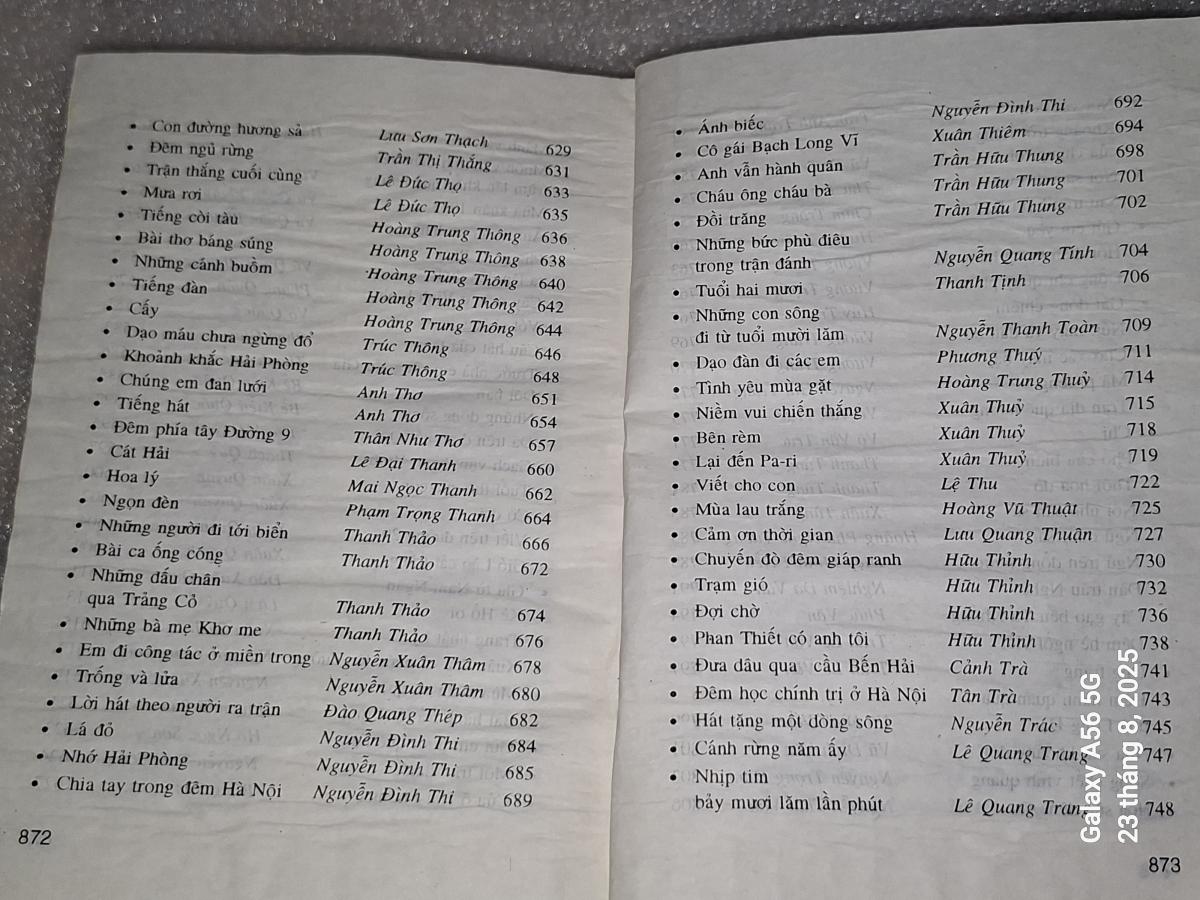 • Con đường hương sả Lưu Sơn Thạch 629
• Đêm ngủ rừng Trần Thị Thắng 631
• Trận thắng cuối cùng Lê Đức Thọ 633
• Mưa rơi Lê Đức Thọ 635
• Tiếng còi tàu Hoàng Trung Thông 636
• Bài thơ báng súng Hoàng Trung Thông 638
• Những cánh buồm Hoàng Trung Thông 640
• Tiếng đàn Hoàng Trung Thông 642
• Cấy Hoàng Trung Thông 644
• Dạo máu chưa ngừng đổ Trúc Thông 646
• Khoảnh khắc Hải Phòng Trúc Thông 648
• Chúng em đan lưới Anh Thơ 651
• Tiếng hát Anh Thơ 654
• Đêm phía tây Đường 9 Thân Như Thơ 657
• Cát Hải Lê Đại Thanh 660
• Hoa lý Mai Ngọc Thanh 662
• Ngọn đèn Phạm Trọng Thanh 664
• Những người đi tới biển Thanh Thảo 666
• Bài ca ống cóng Thanh Thảo 672
• Những dấu chân
qua Trảng Cỏ Thanh Thảo 674
• Những bà mẹ Khơ me Thanh Thảo 676
• Em đi công tác ở miền trong Nguyễn Xuân Thâm 678
• Trống và lửa Nguyễn Xuân Thâm 680
• Lời hát theo người ra trận Đào Quang Thép 682
• Lá đỏ Nguyễn Đình Thi 684
• Nhớ Hải Phòng Nguyễn Đình Thi 685
• Chia tay trong đêm Hà Nội Nguyễn Đình Thi 689
872
• Ánh biếc Nguyễn Đình Thi 692
• Cô gái Bạch Long Vĩ Xuân Thiêm 694
• Anh vẫn hành quân Trần Hữu Thung 698
• Cháu ông cháu bà Trần Hữu Thung 701
• Đồi trăng Trần Hữu Thung 702
• Những bức phù điêu
trong trận đánh Nguyễn Quang Tính 704
• Tuổi hai mươi Thanh Tịnh 706
• Những con sông
đi từ tuổi mười lăm Nguyễn Thanh Toàn 709
• Dạo đàn đi các em Phương Thuý 711
• Tình yêu mùa gặt Hoàng Trung Thuỷ 714
• Niềm vui chiến thắng Xuân Thuỷ 715
• Bên rèm Xuân Thuỷ 718
• Lại đến Pa-ri Xuân Thuỷ 719
• Viết cho con Lệ Thu 722
• Mùa lau trắng Hoàng Vũ Thuật 725
• Cảm ơn thời gian Lưu Quang Thuận 727
• Chuyến đò đêm giáp ranh Hữu Thỉnh 730
• Trạm gió Hữu Thỉnh 732
• Đợi chờ Hữu Thỉnh 736
• Phan Thiết có anh tôi Hữu Thỉnh 738
• Đưa dâu qua cầu Bến Hải Cảnh Trà 741
• Đêm học chính trị ở Hà Nội Tân Trà 743
• Hát tặng một dòng sông Nguyễn Trác 745
• Cánh rừng năm ấy Lê Quang Trang 747
• Nhịp tim
bảy mươi lăm lần phút Lê Quang Trang 748
873
Galaxy A56 5G
23 tháng 8, 2025